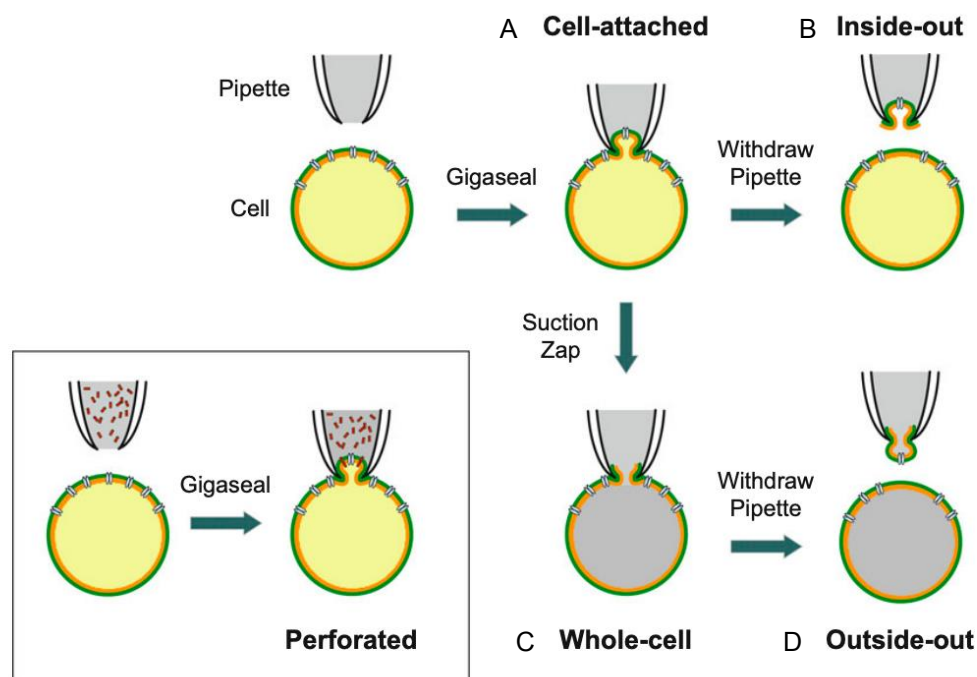 A Cell-attached
B Inside-out
Pipette
Cell
Gigaseal
Withdraw
Pipette
Suction
Zap
Gigaseal
Withdraw
Pipette
Perforated
C Whole-cell
D Outside-out